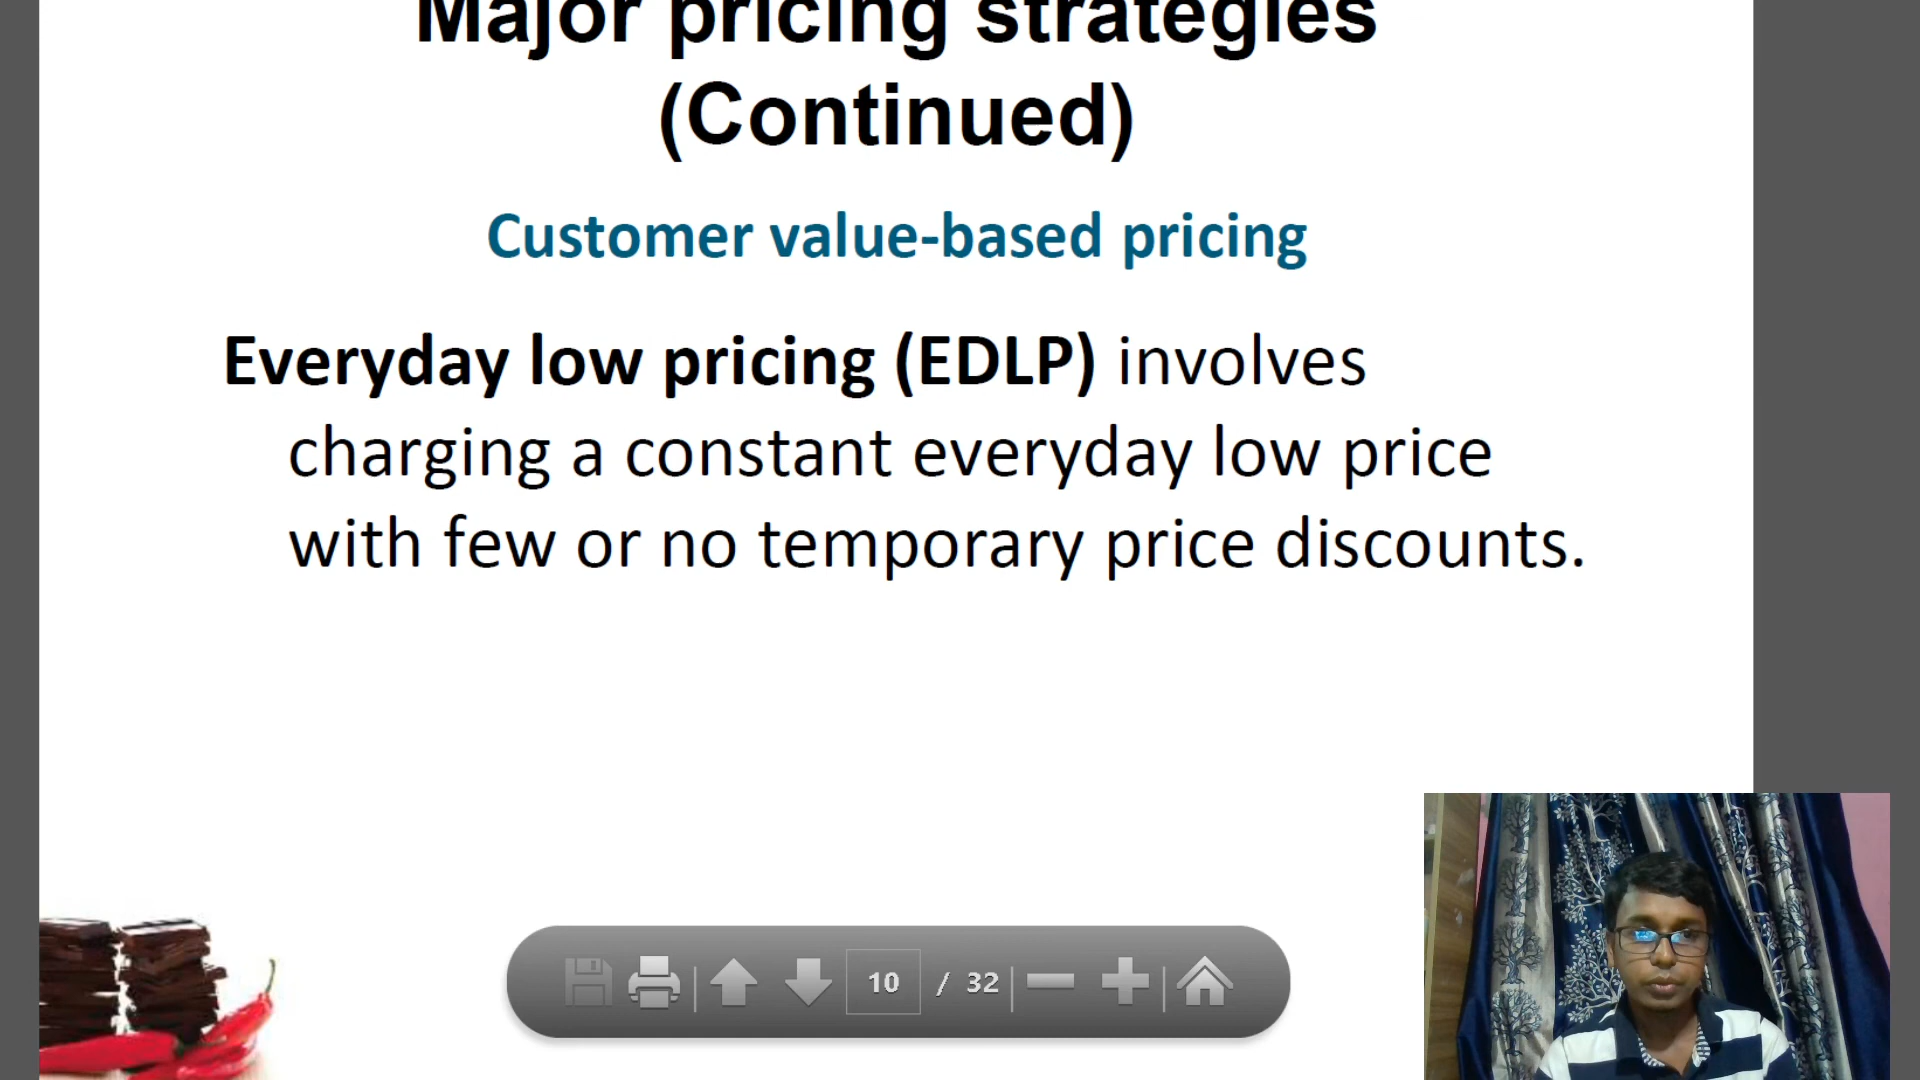 Major pricing strategies
(Continued)
Customer value-based pricing
Everyday low pricing (EDLP) involves
charging a constant everyday low price
with few or no temporary price discounts.
10 / 32